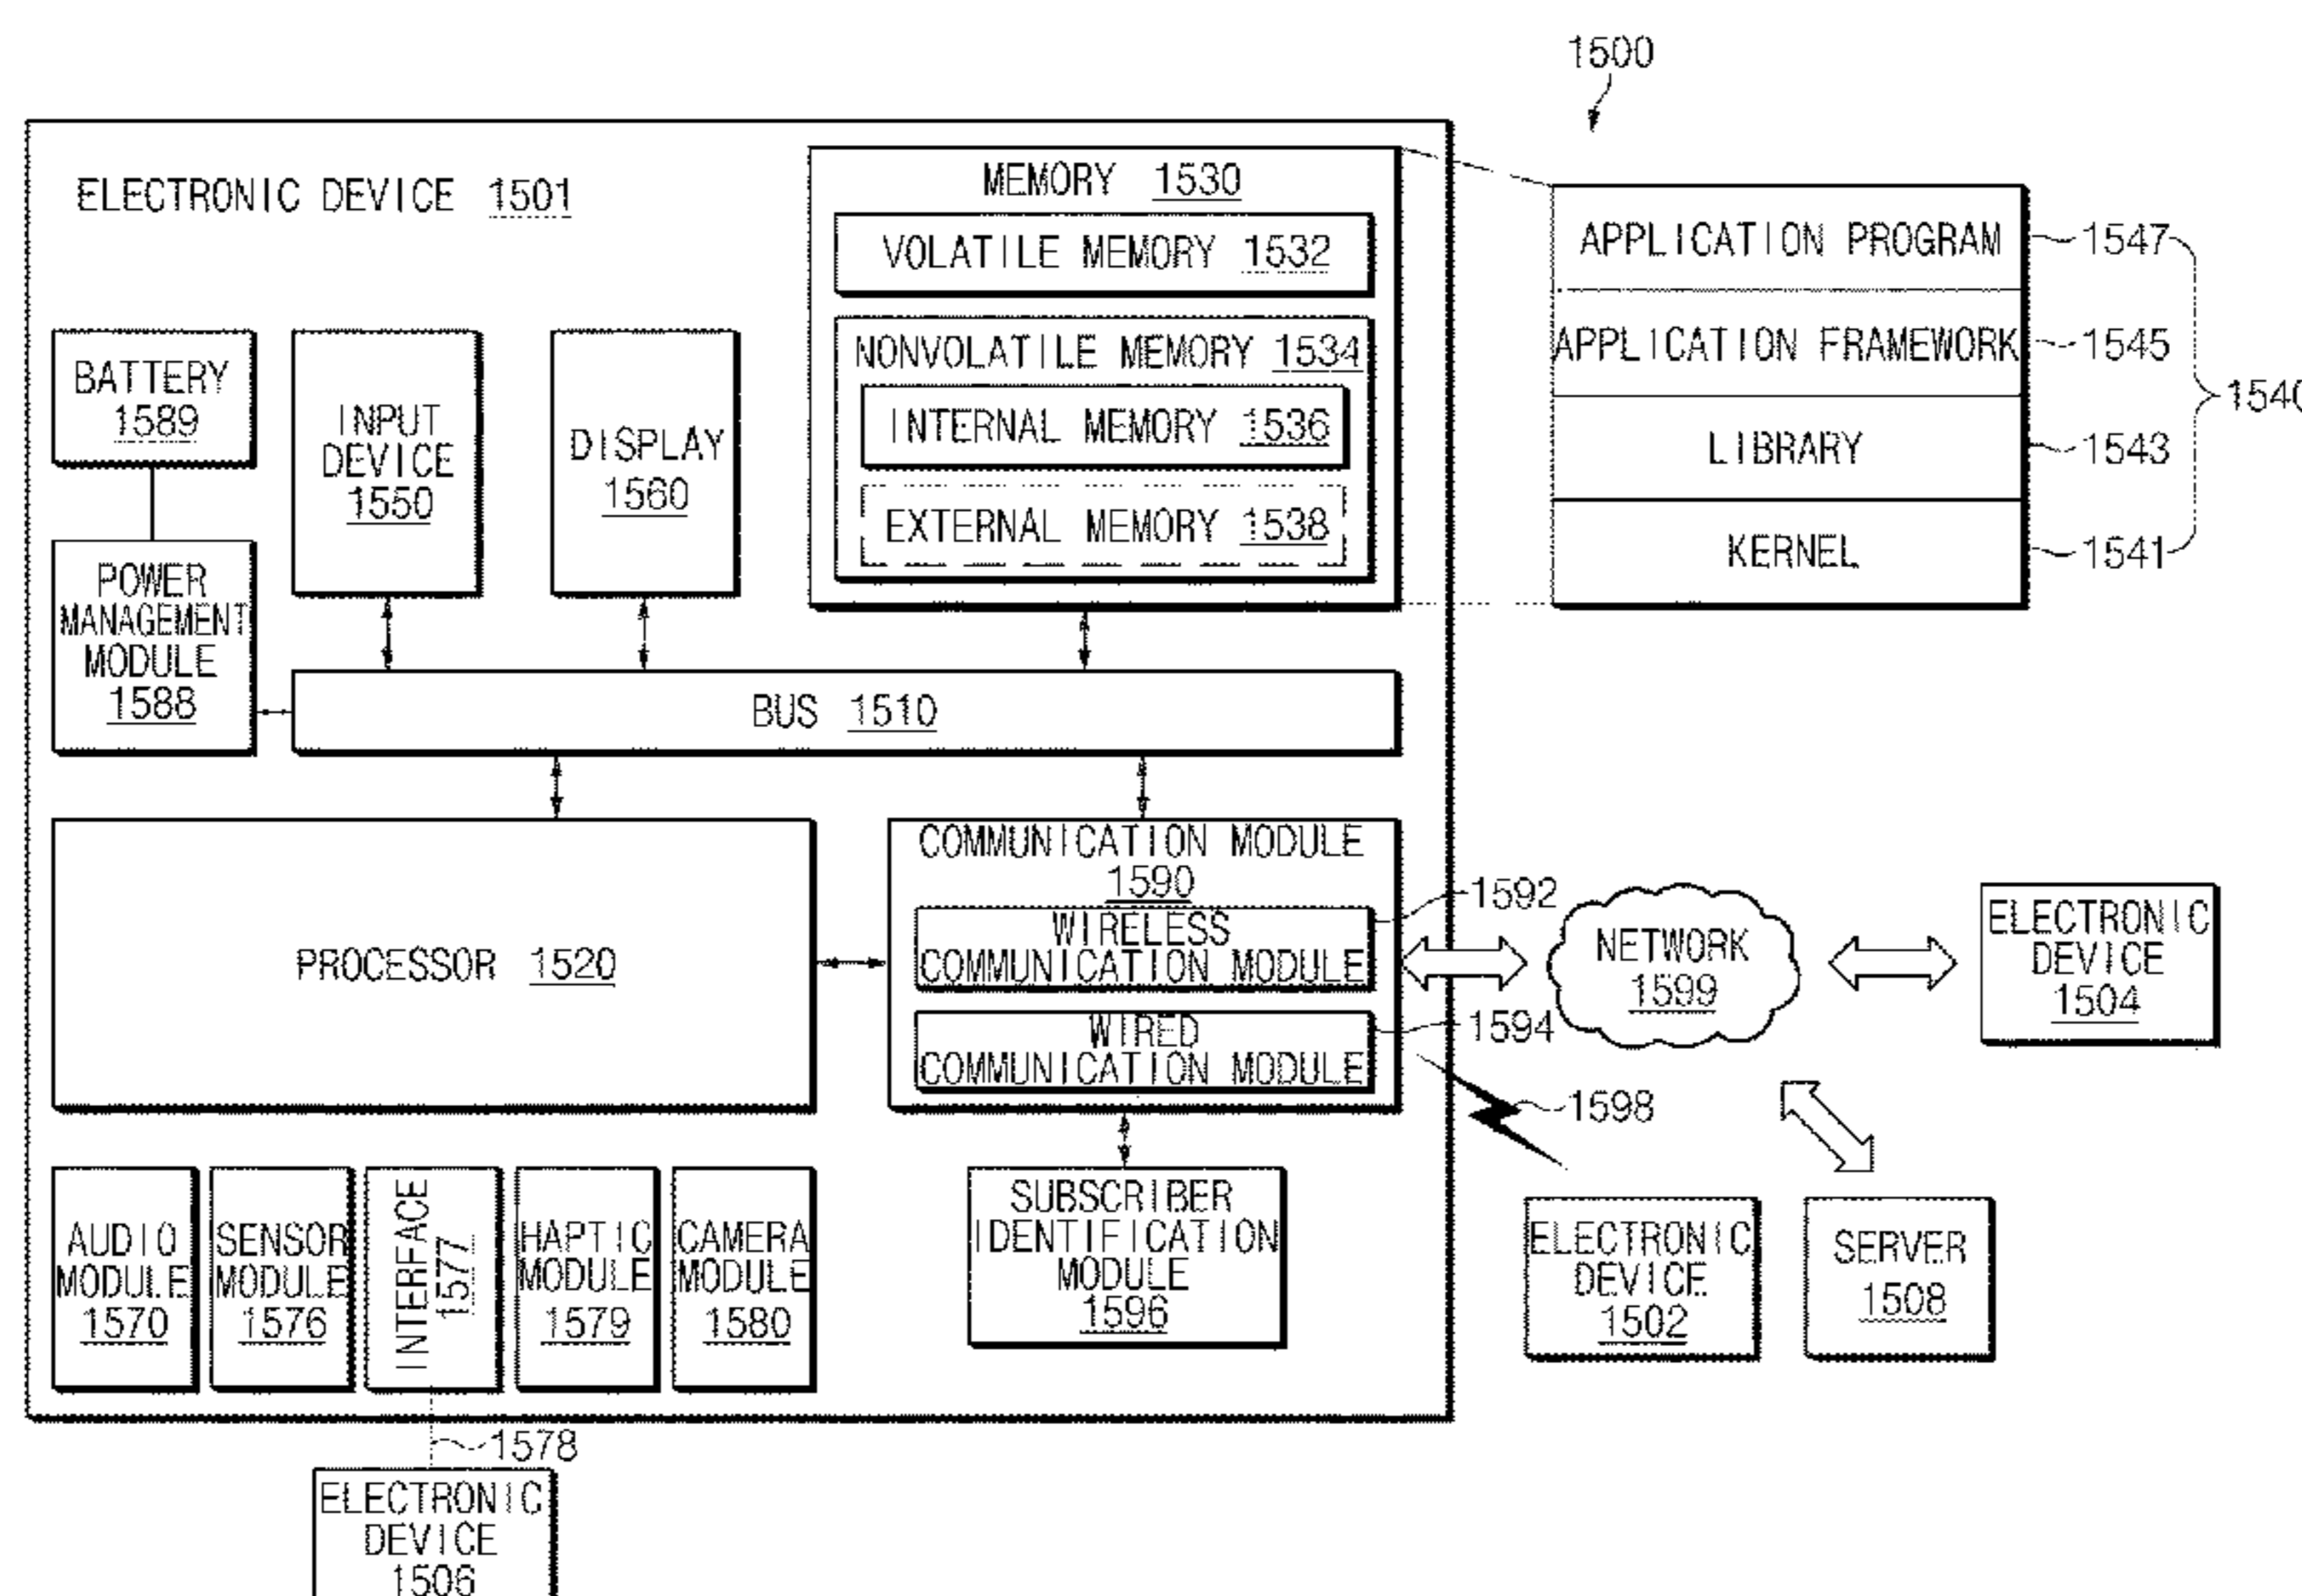 1500
ELECTRONIC DEVICE 1501
MEMORY 1530
VOLATILE MEMORY 1532
NONVOLATILE MEMORY 1534
INTERNAL MEMORY 1536
EXTERNAL MEMORY 1538
APPLICATION PROGRAM
1547
APPLICATION FRAMEWORK
1545
LIBRARY
1543
KERNEL
1541
1540
BATTERY
1589
INPUT
DEVICE
1550
DISPLAY
1560
POWER
MANAGEMENT
MODULE
1588
BUS 1510
PROCESSOR 1520
COMMUNICATION MODULE
1590
WIRELESS
COMMUNICATION MODULE
1592
WIRED
COMMUNICATION MODULE
1594
NETWORK
1599
ELECTRONIC
DEVICE
1504
1598
AUDIO
MODULE
1570
SENSOR
MODULE
1576
INTERFACE
1577
HAPTIC
MODULE
1579
CAMERA
MODULE
1580
SUBSCRIBER
IDENTIFICATION
MODULE
1596
ELECTRONIC
DEVICE
1502
SERVER
1508
1578
ELECTRONIC
DEVICE
1506